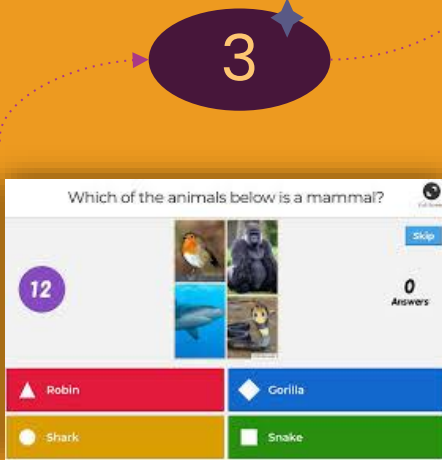 3
Which of the animals below is a mammal?
Skip
12
0
Answers
Robin
Gorilla
Shark
Snake